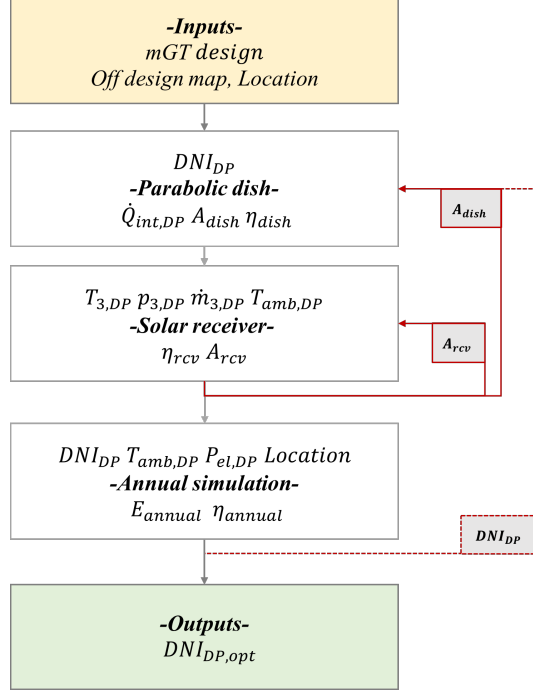 -Inputs-
mGT design
Off design map, Location
DNI_DP
-Parabolic dish-
Q̇_int,DP A_dish η_dish
A_dish
T_3,DP p_3,DP ṁ_3,DP T_amb,DP
-Solar receiver-
η_rcv A_rcv
A_rcv
DNI_DP T_amb,DP P_el,DP Location
-Annual simulation-
E_annual η_annual
DNI_DP
-Outputs-
DNI_DP,opt